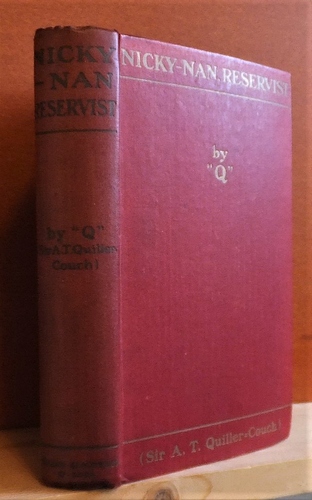 NICKY
-NAN
RESERVIST
by "Q"
(Sir A.T. Quiller-
Couch)
NICKY-NAN, RESERVIST
by
"Q"
(Sir A. T. Quiller-Couch)